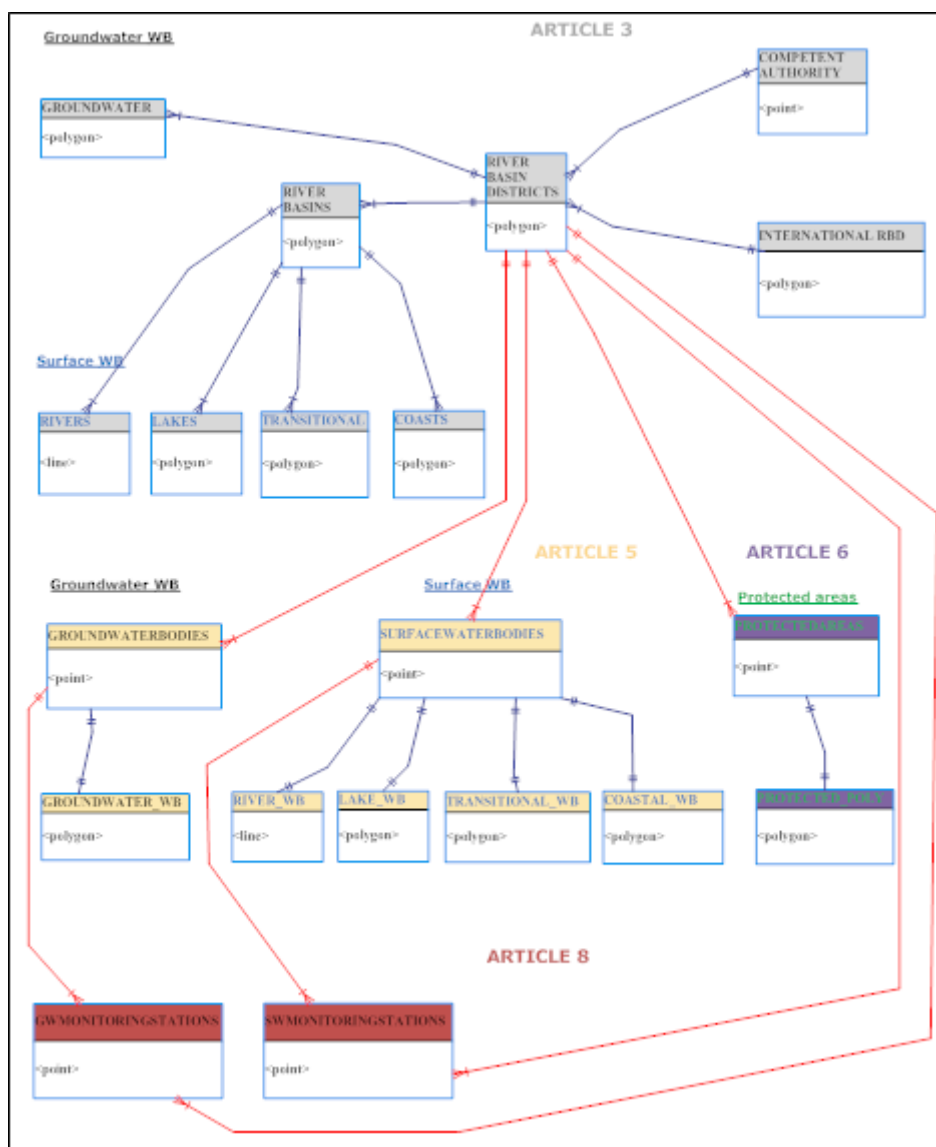 Groundwater WB
ARTICLE 3
COMPETENT
AUTHORITY
<point>
GROUNDWATER
<polygon>
RIVER
BASIN
DISTRICTS
<polygon>
RIVER
BASINS
<polygon>
INTERNATIONAL RBD
<polygon>
Surface WB
RIVERS
<line>
LAKES
<polygon>
TRANSITIONAL
<polygon>
COASTS
<polygon>
ARTICLE 5
ARTICLE 6
Groundwater WB
Surface WB
Protected areas
GROUNDWATERBODIES
<point>
SURFACEWATERBODIES
<point>
PROTECTEDAREAS
<point>
GROUNDWATER_WB
<polygon>
RIVER_WB
<line>
LAKE_WB
<polygon>
TRANSITIONAL_WB
<polygon>
COASTAL_WB
<polygon>
PROTECTED_POLY
<polygon>
ARTICLE 8
GWMONITORINGSTATIONS
<point>
SWMONITORINGSTATIONS
<point>